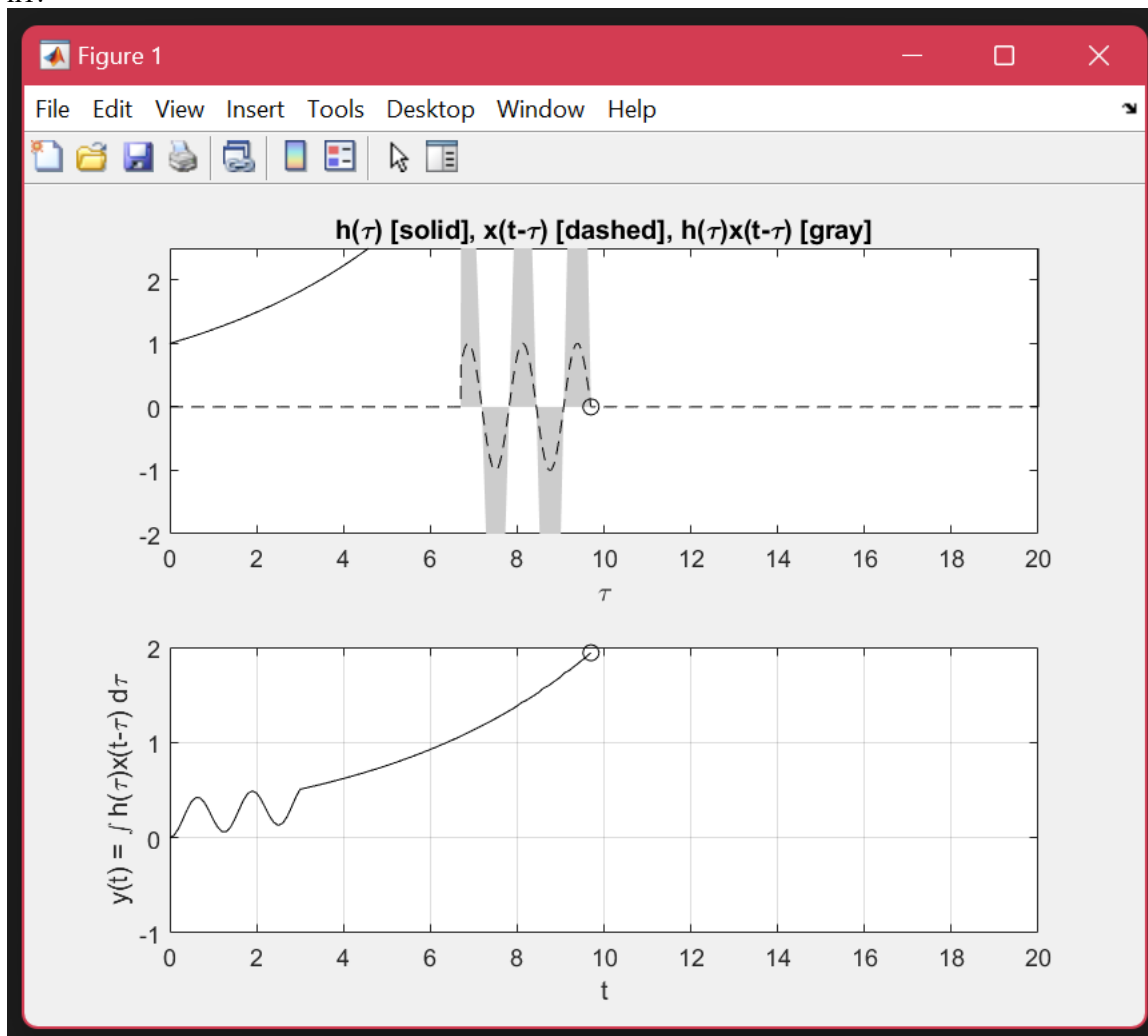 Figure 1
File Edit View Insert Tools Desktop Window Help
h(τ) [solid], x(t-τ) [dashed], h(τ)x(t-τ) [gray]
2
1
0
-1
-2
0 2 4 6 8 10 12 14 16 18 20
τ
y(t) = ∫ h(τ)x(t-τ) dτ
2
1
0
-1
0 2 4 6 8 10 12 14 16 18 20
t